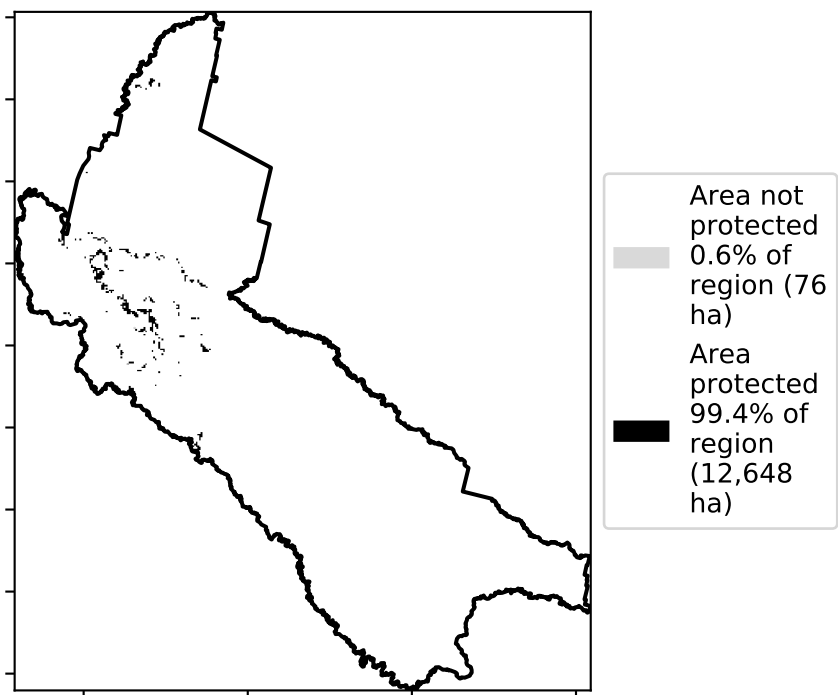 Area not
protected
0.6% of
region (76
ha)
Area
protected
99.4% of
region
(12,648
ha)